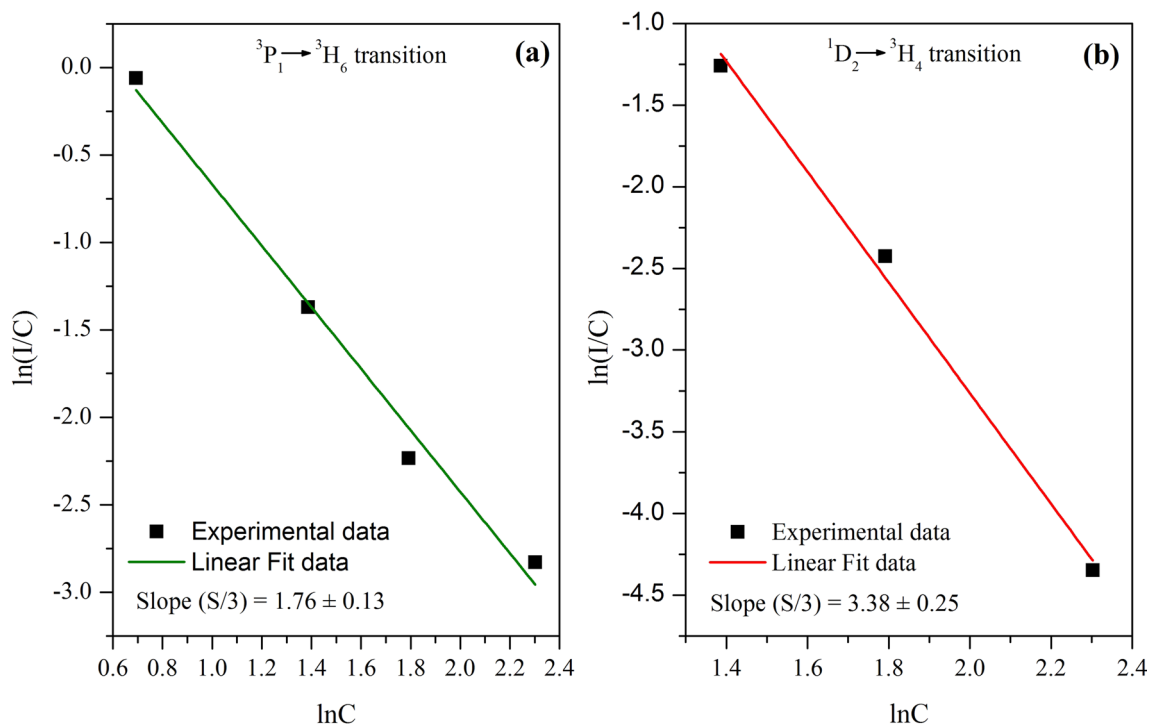 ³P₁→³H₆ transition
(a)
0.0
-0.5
-1.0
-1.5
-2.0
-2.5
-3.0
ln(I/C)
Experimental data
Linear Fit data
Slope (S/3) = 1.76 ± 0.13
0.6 0.8 1.0 1.2 1.4 1.6 1.8 2.0 2.2 2.4
lnC
¹D₂→³H₄ transition
(b)
-1.0
-1.5
-2.0
-2.5
-3.0
-3.5
-4.0
-4.5
ln(I/C)
Experimental data
Linear Fit data
Slope (S/3) = 3.38 ± 0.25
1.4 1.6 1.8 2.0 2.2 2.4
lnC